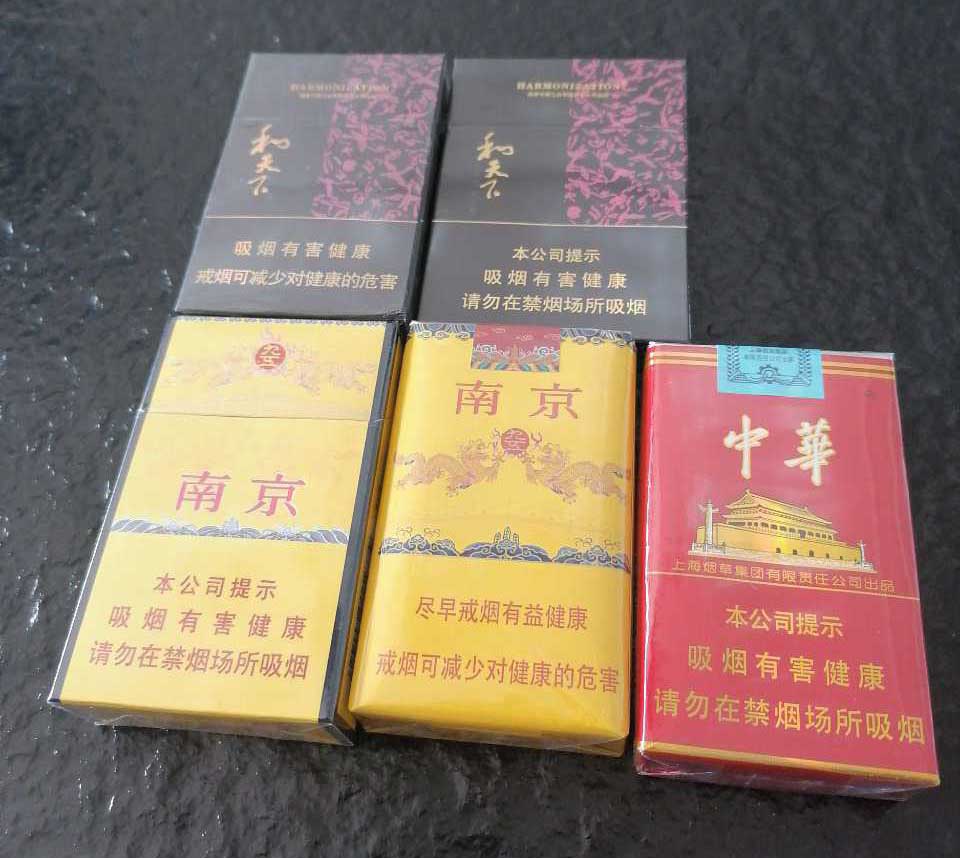 HARMONIZATION
和天下
吸烟有害健康
戒烟可减少对健康的危害
HARMONIZATION
和天下
本公司提示
吸烟有害健康
请勿在禁烟场所吸烟
南京
本公司提示
吸烟有害健康
请勿在禁烟场所吸烟
南京
尽早戒烟有益健康
戒烟可减少对健康的危害
中華
上海烟草集团有限责任公司出品
本公司提示
吸烟有害健康
请勿在禁烟场所吸烟